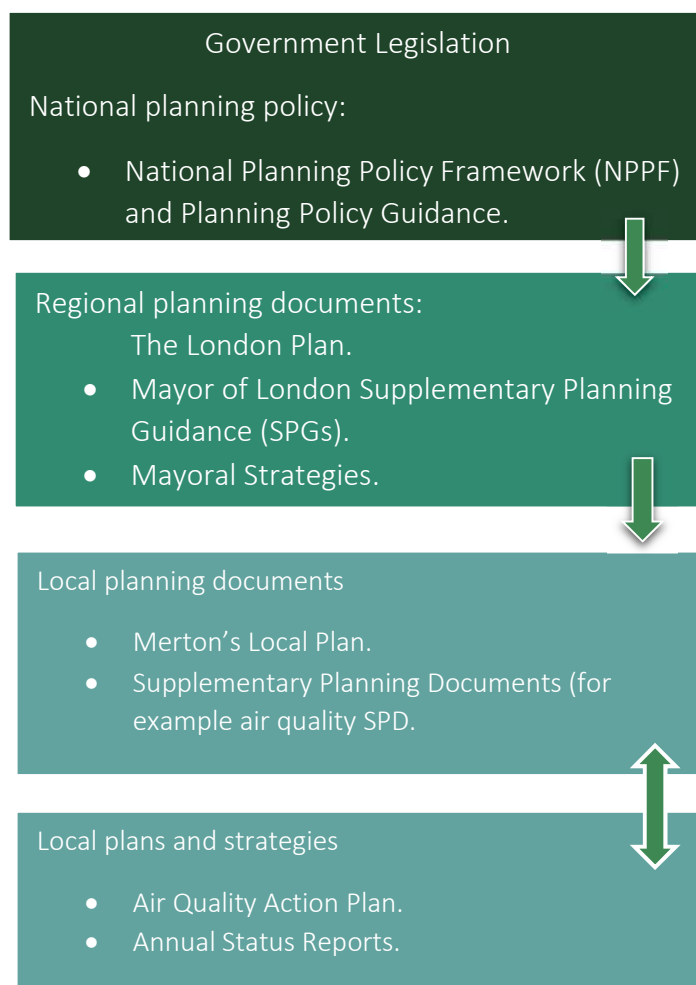 Government Legislation
National planning policy:
• National Planning Policy Framework (NPPF)
and Planning Policy Guidance.
Regional planning documents:
The London Plan.
• Mayor of London Supplementary Planning
Guidance (SPGs).
• Mayoral Strategies.
Local planning documents
• Merton’s Local Plan.
• Supplementary Planning Documents (for
example air quality SPD.
Local plans and strategies
• Air Quality Action Plan.
• Annual Status Reports.